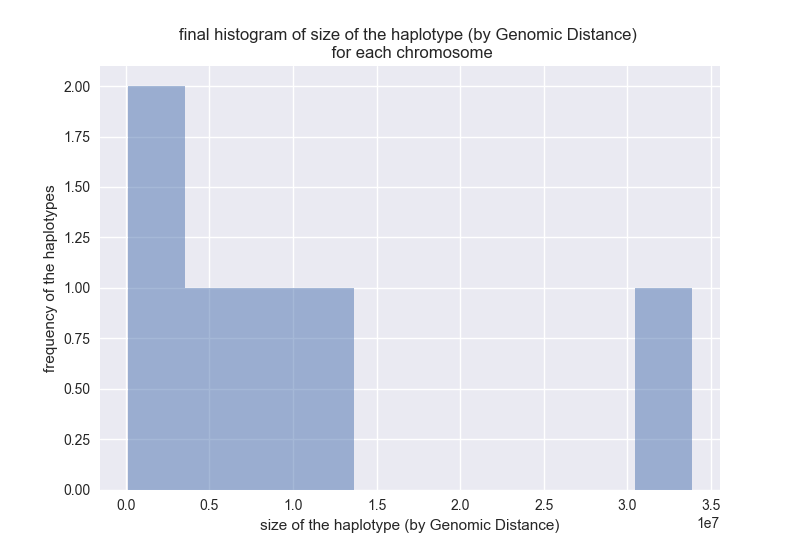 final histogram of size of the haplotype (by Genomic Distance)
for each chromosome
frequency of the haplotypes
2.00
1.75
1.50
1.25
1.00
0.75
0.50
0.25
0.00
0.0 0.5 1.0 1.5 2.0 2.5 3.0 3.5
1e7
size of the haplotype (by Genomic Distance)